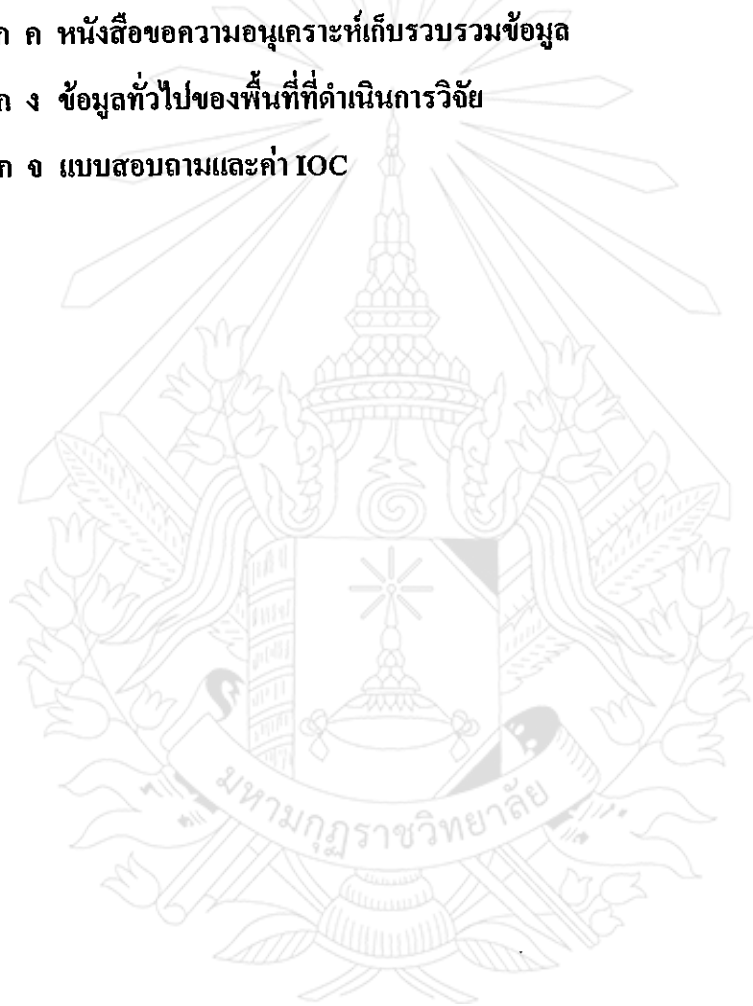 ก ค หนังสือขอความอนุเคราะห์เก็บรวบรวมข้อมูล
ก ง ข้อมูลทั่วไปของพื้นที่ที่ดำเนินการวิจัย
ก จ แบบสอบถามและค่า IOC
มหามกุฏราชวิทยาลัย